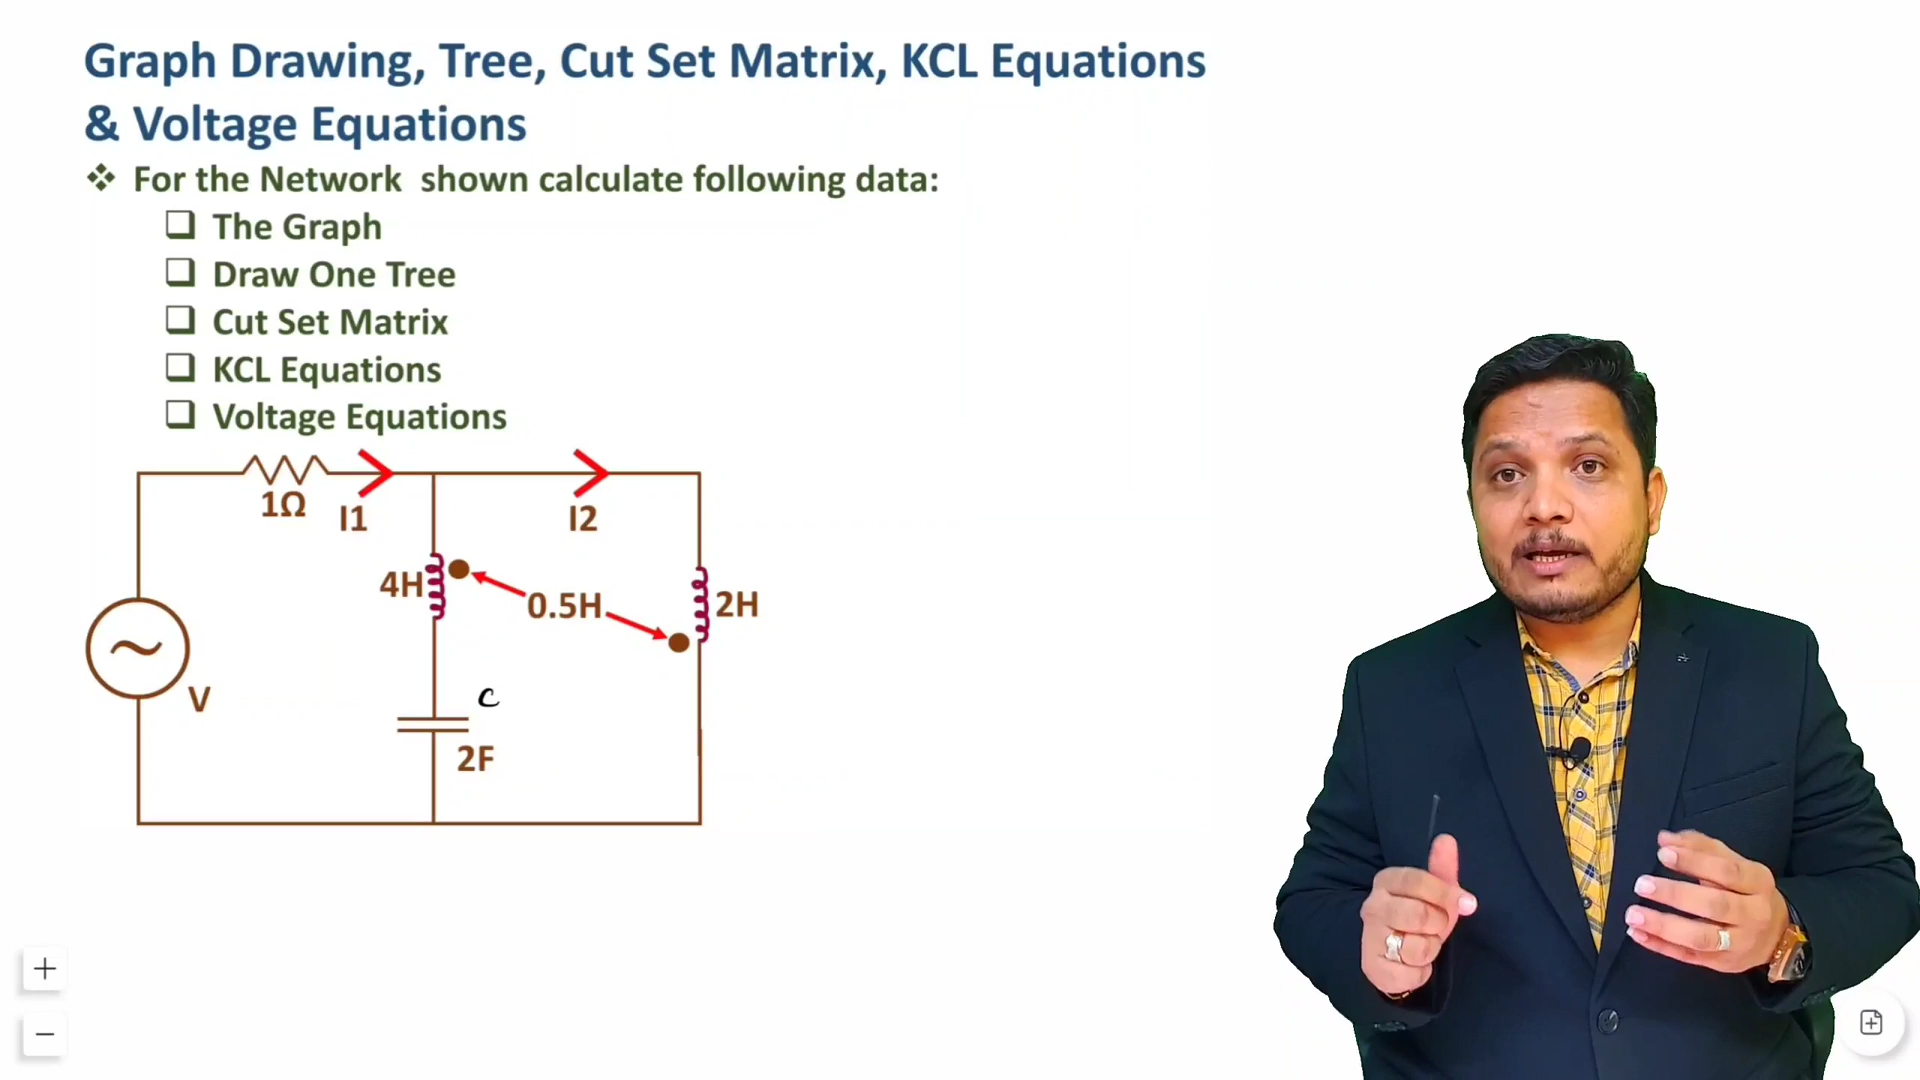 Graph Drawing, Tree, Cut Set Matrix, KCL Equations
& Voltage Equations
For the Network shown calculate following data:
The Graph
Draw One Tree
Cut Set Matrix
KCL Equations
Voltage Equations
1Ω
I1
I2
4H
0.5H
2H
V
C
2F